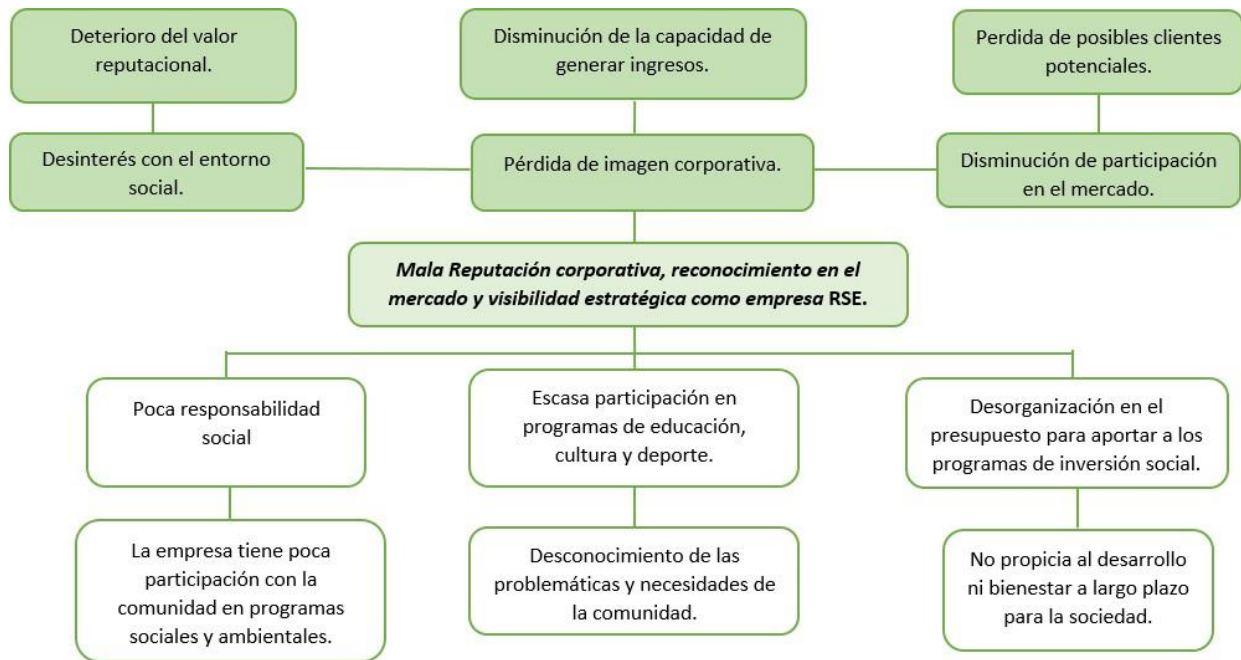 Deterioro del valor
reputacional.
Disminución de la capacidad de
generar ingresos.
Perdida de posibles clientes
potenciales.
Desinterés con el entorno
social.
Pérdida de imagen corporativa.
Disminución de participación
en el mercado.
Mala Reputación corporativa, reconocimiento en el
mercado y visibilidad estratégica como empresa RSE.
Poca responsabilidad
social
Escasa participación en
programas de educación,
cultura y deporte.
Desorganización en el
presupuesto para aportar a los
programas de inversión social.
La empresa tiene poca
participación con la
comunidad en programas
sociales y ambientales.
Desconocimiento de las
problemáticas y necesidades de
la comunidad.
No propicia al desarrollo
ni bienestar a largo plazo
para la sociedad.